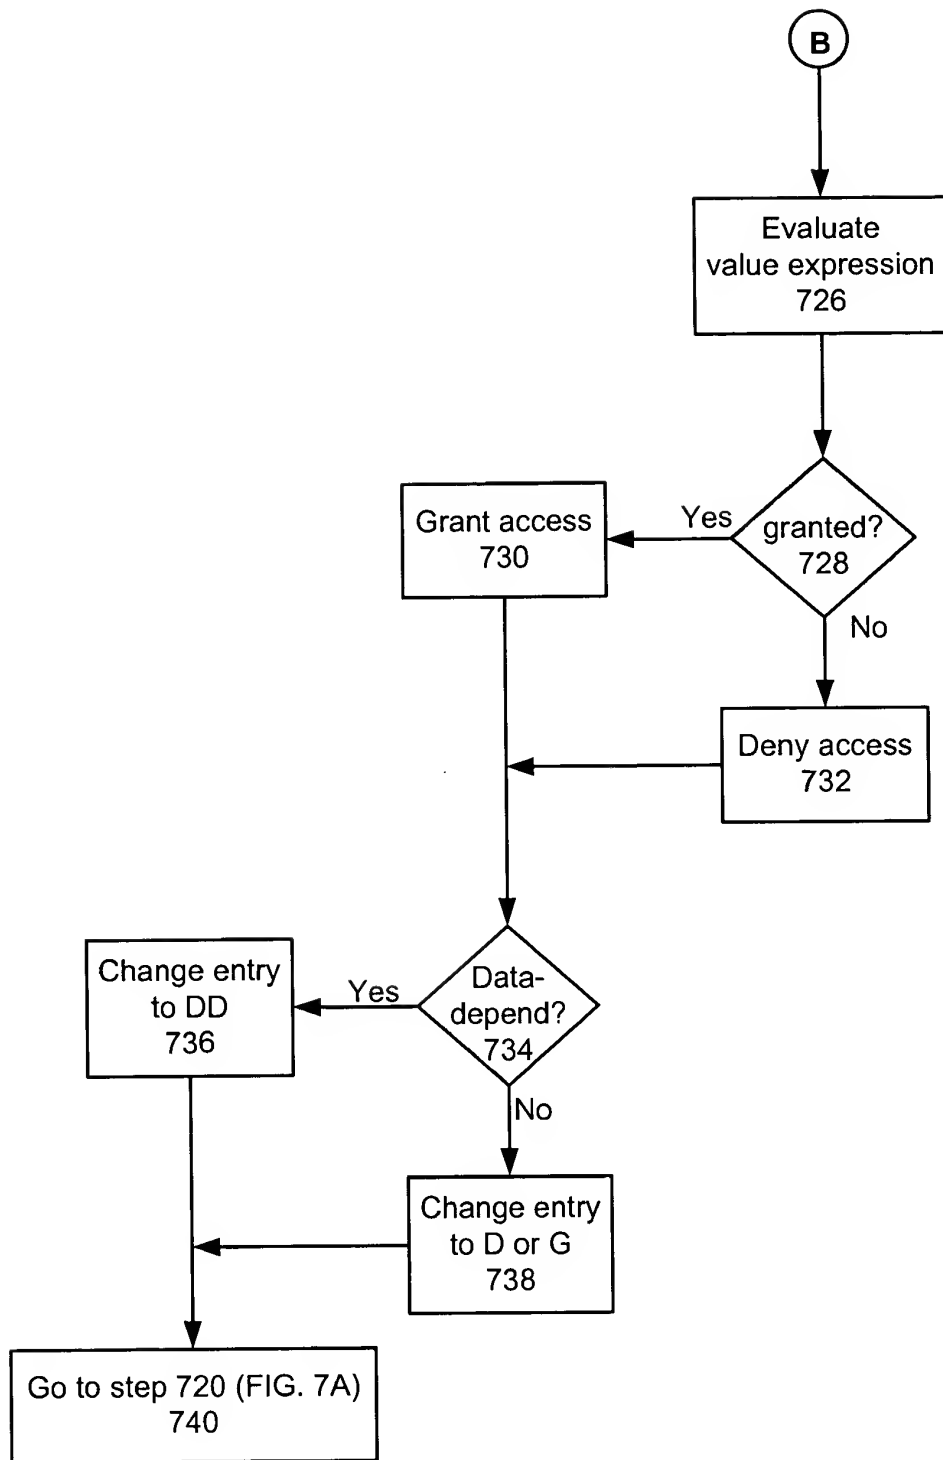 B
Evaluate
value expression
726
granted?
728
Yes
Grant access
730
No
Deny access
732
Data-
depend?
734
Yes
Change entry
to DD
736
No
Change entry
to D or G
738
Go to step 720 (FIG. 7A)
740